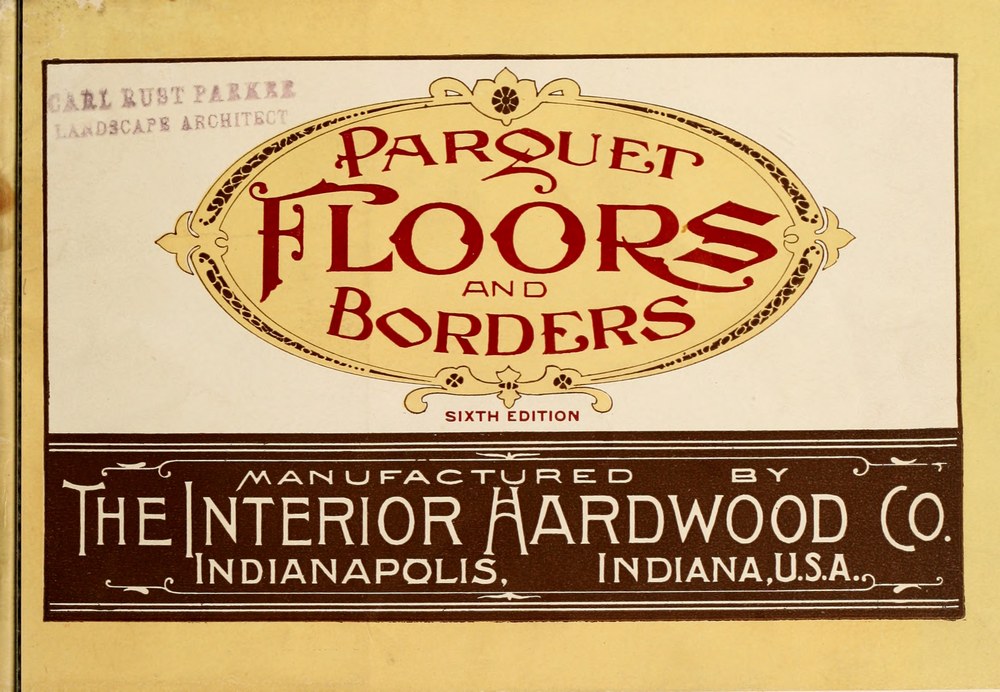 CARL RUST PARKER
LANDSCAPE ARCHITECT
PARQUET
FLOORS
AND
BORDERS
SIXTH EDITION
MANUFACTURED BY
THE INTERIOR HARDWOOD CO.
INDIANAPOLIS, INDIANA, U.S.A.